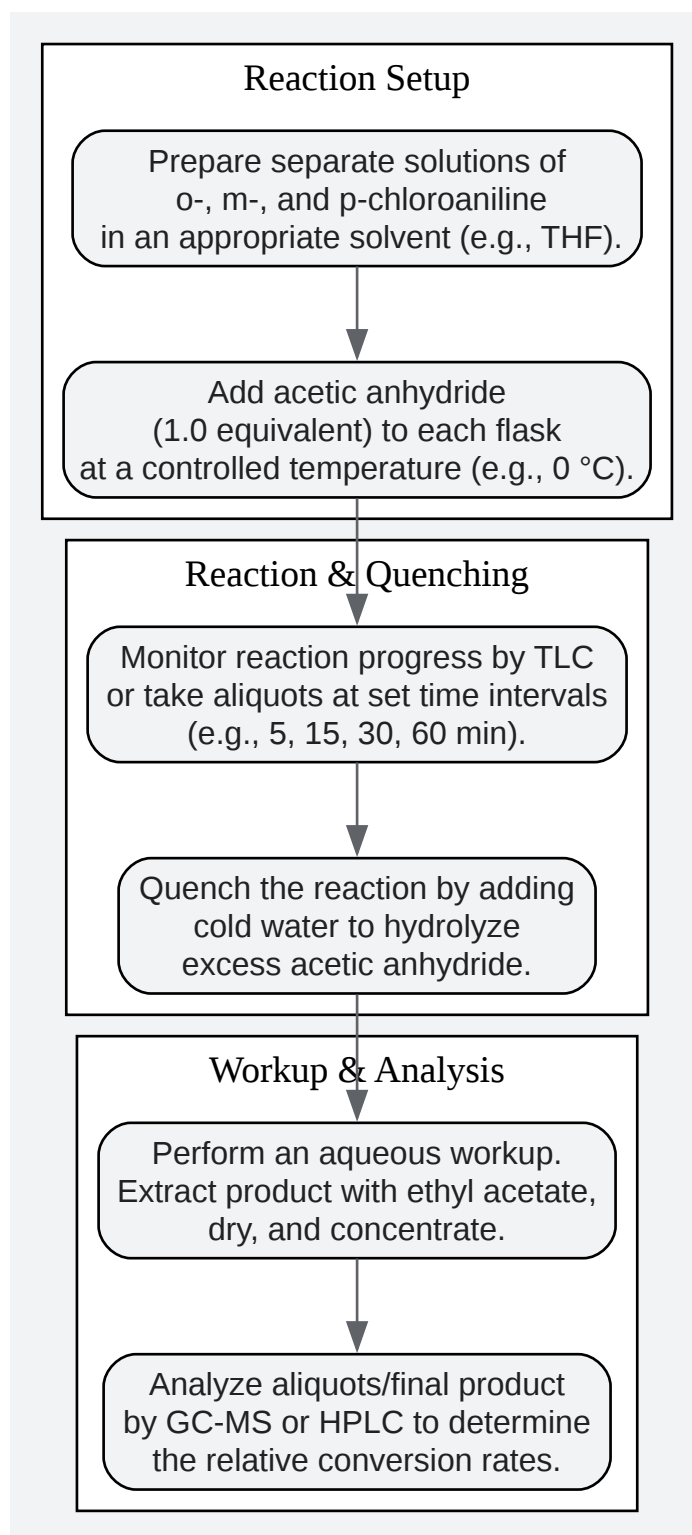 Reaction Setup
Prepare separate solutions of
o-, m-, and p-chloroaniline
in an appropriate solvent (e.g., THF).
Add acetic anhydride
(1.0 equivalent) to each flask
at a controlled temperature (e.g., 0 °C).
Reaction & Quenching
Monitor reaction progress by TLC
or take aliquots at set time intervals
(e.g., 5, 15, 30, 60 min).
Quench the reaction by adding
cold water to hydrolyze
excess acetic anhydride.
Workup & Analysis
Perform an aqueous workup.
Extract product with ethyl acetate,
dry, and concentrate.
Analyze aliquots/final product
by GC-MS or HPLC to determine
the relative conversion rates.